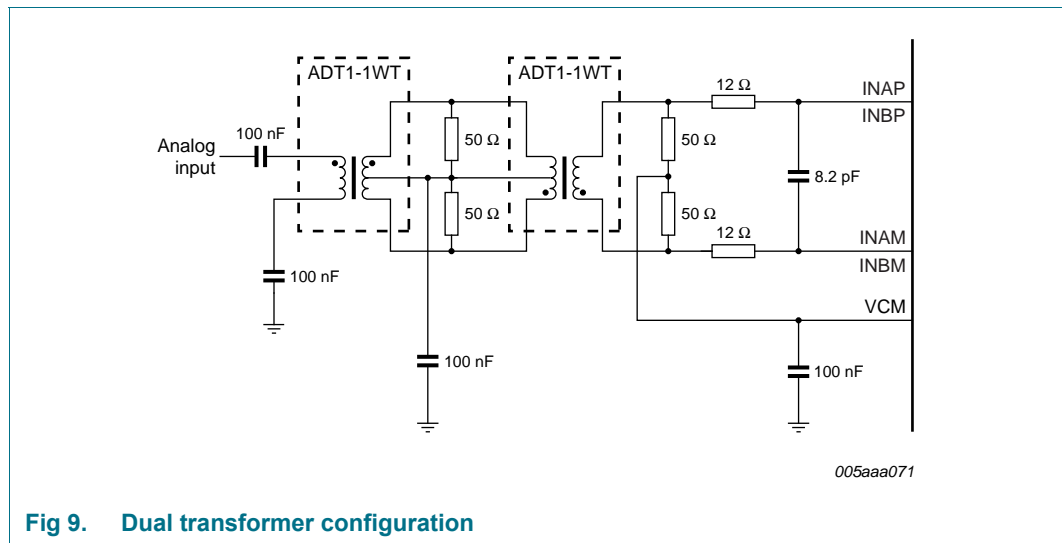 ADT1-1WT
ADT1-1WT
12 Ω
INAP
INBP
100 nF
50 Ω
50 Ω
Analog
input
8.2 pF
50 Ω
50 Ω
12 Ω
INAM
INBM
100 nF
VCM
100 nF
100 nF
005aaa071
Fig 9. Dual transformer configuration